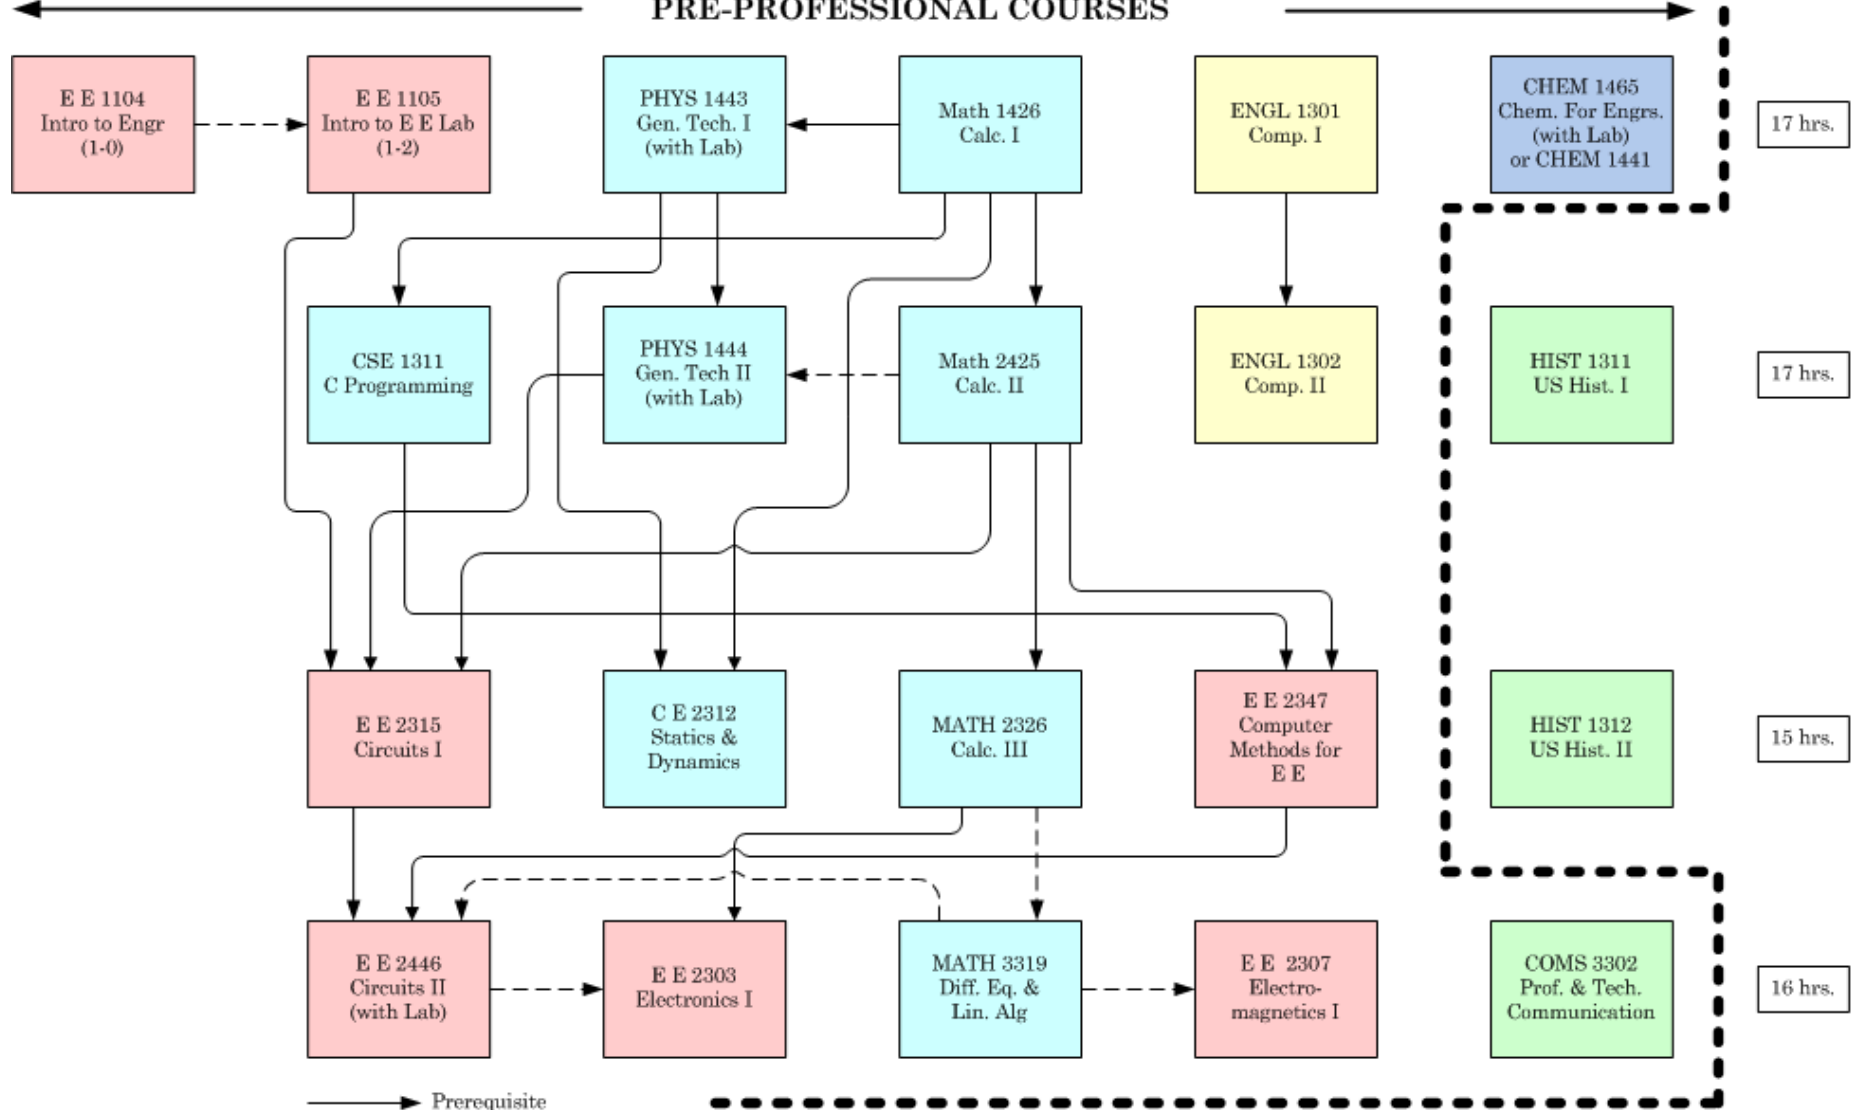 PRE-PROFESSIONAL COURSES
E E 1104
Intro to Engr
(1-0)
E E 1105
Intro to E E Lab
(1-2)
PHYS 1443
Gen. Tech. I
(with Lab)
Math 1426
Calc. I
ENGL 1301
Comp. I
CHEM 1465
Chem. For Engrs.
(with Lab)
or CHEM 1441
17 hrs.
CSE 1311
C Programming
PHYS 1444
Gen. Tech II
(with Lab)
Math 2425
Calc. II
ENGL 1302
Comp. II
HIST 1311
US Hist. I
17 hrs.
E E 2315
Circuits I
C E 2312
Statics &
Dynamics
MATH 2326
Calc. III
E E 2347
Computer
Methods for
E E
HIST 1312
US Hist. II
15 hrs.
E E 2446
Circuits II
(with Lab)
E E 2303
Electronics I
MATH 3319
Diff. Eq. &
Lin. Alg
E E 2307
Electro-
magnetics I
COMS 3302
Prof. & Tech.
Communication
16 hrs.
Prerequisite